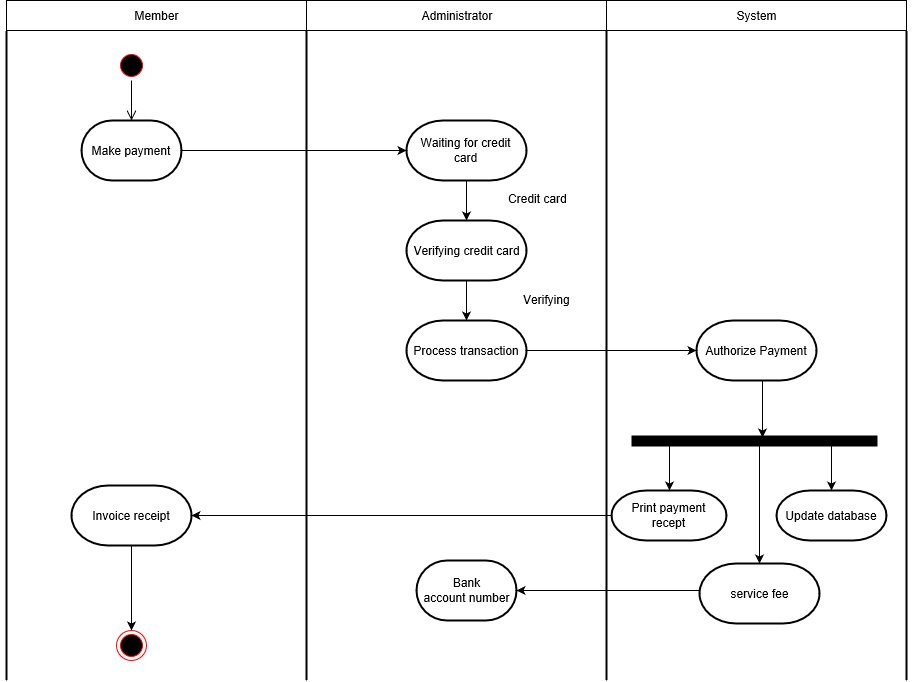 Member
Administrator
System
Make payment
Waiting for credit
card
Credit card
Verifying credit card
Verifying
Process transaction
Authorize Payment
Invoice receipt
Print payment
recept
Update database
Bank
account number
service fee